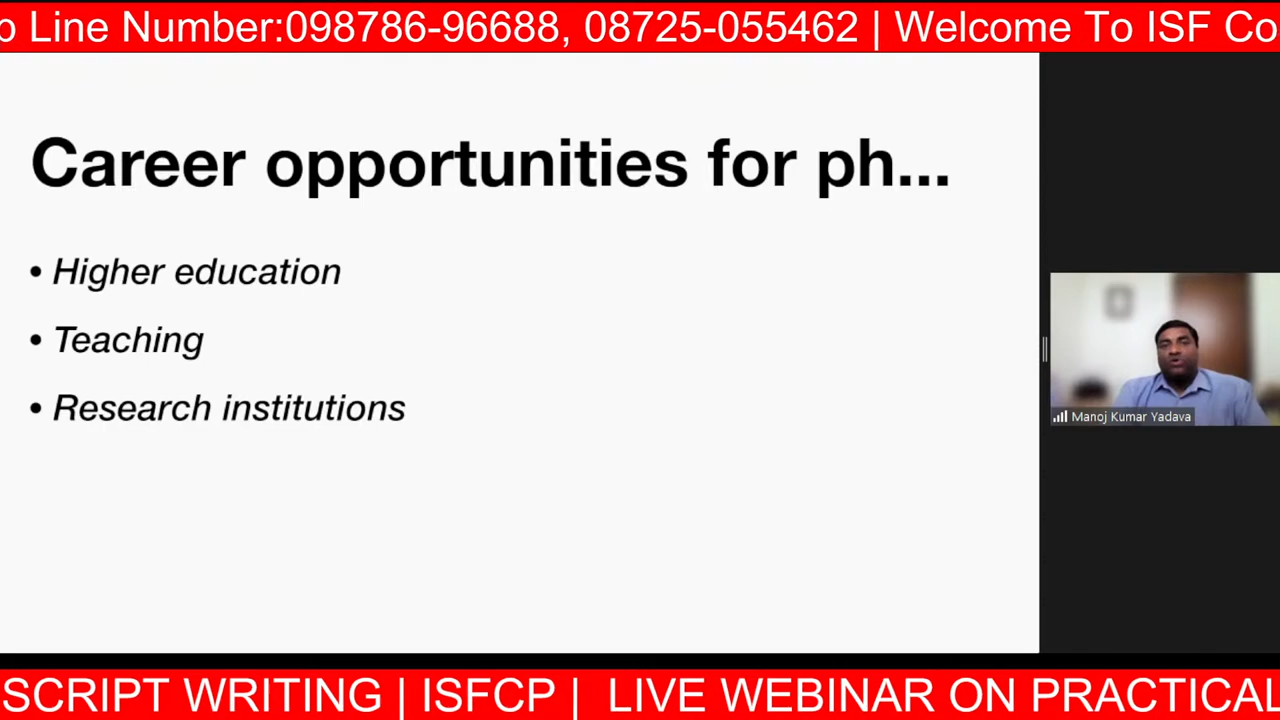 p Line Number:098786-96688, 08725-055462 | Welcome To ISF Co
Career opportunities for ph...
• Higher education
• Teaching
• Research institutions
Manoj Kumar Yadava
SCRIPT WRITING | ISFCP | LIVE WEBINAR ON PRACTICAL